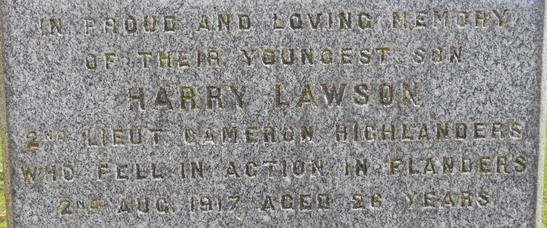 IN PROUD AND LOVING MEMORY
OF THEIR YOUNGEST SON
HARRY LAWSON
2ND LIEUT CAMERON HIGHLANDERS
WHO FELL IN ACTION IN FLANDERS
2ND AUG. 1917, AGED 26 YEARS